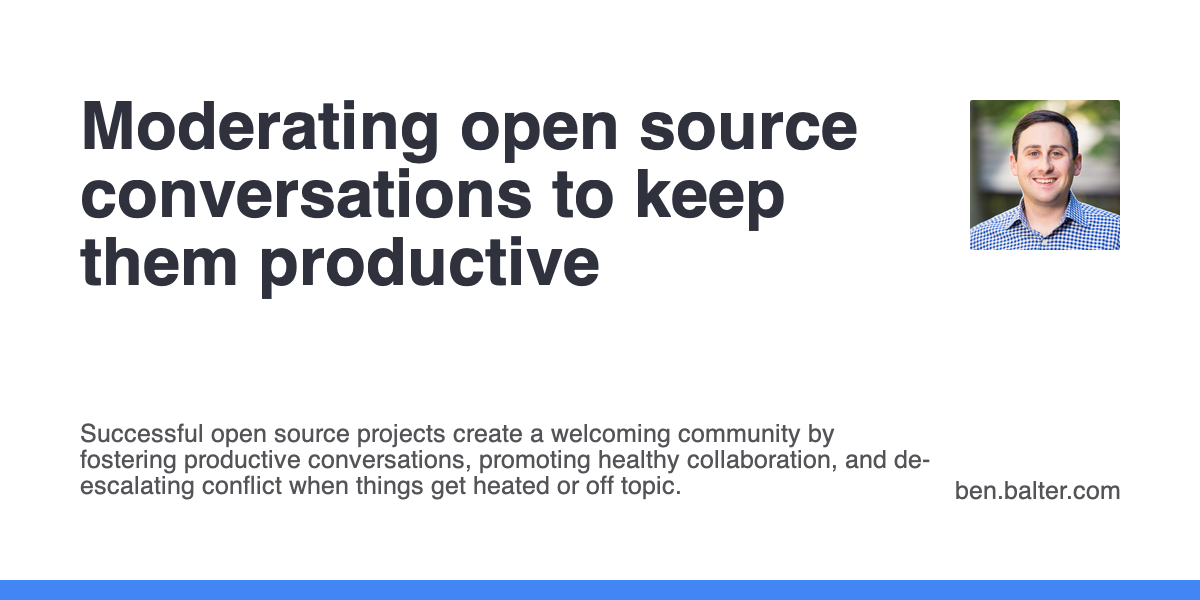 Moderating open source
conversations to keep
them productive
Successful open source projects create a welcoming community by
fostering productive conversations, promoting healthy collaboration, and de-
escalating conflict when things get heated or off topic.
ben.balter.com